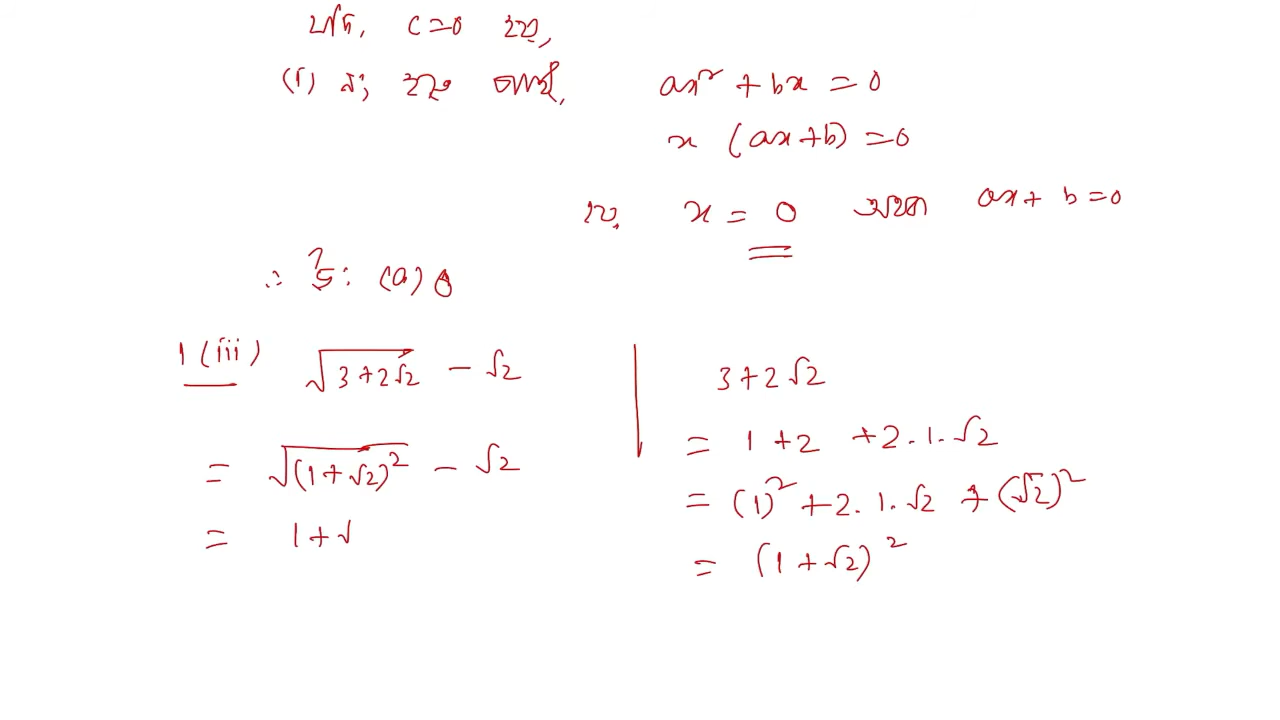 যদি, c=0 হয়,
(i) নং হতে পাই, ax² + bx = 0
x (ax+b) = 0
হয়, x = 0 অথবা ax + b = 0
∴ উ: (a) 0
1 (iii) √(3+2√2) − √2
= √((1+√2)²) − √2
= 1+√
3+2√2
= 1+2 +2.1.√2
= (1)² +2.1.√2 + (√2)²
= (1+√2)²